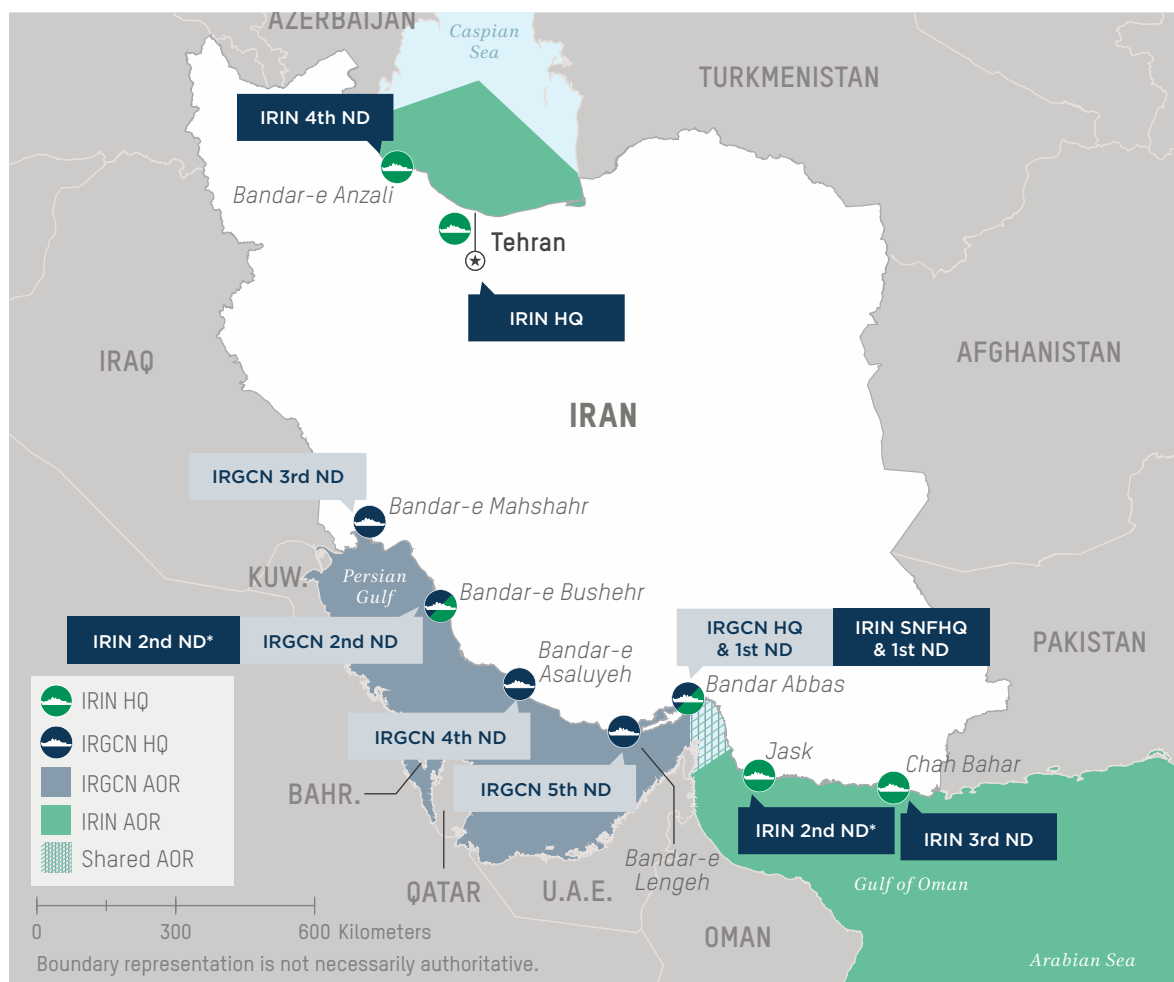 AZERBAIJAN
Caspian
Sea
TURKMENISTAN
IRIN 4th ND
Bandar-e Anzali
Tehran
IRIN HQ
IRAQ
AFGHANISTAN
IRAN
IRGCN 3rd ND
Bandar-e Mahshahr
KUW.
Persian
Gulf
Bandar-e Bushehr
IRIN 2nd ND*
IRGCN 2nd ND
IRGCN HQ
& 1st ND
IRIN SNFHQ
& 1st ND
PAKISTAN
Bandar-e
Asaluyeh
Bandar Abbas
IRGCN 4th ND
Jask
Chah Bahar
IRGCN 5th ND
BAHR.
IRIN 2nd ND*
IRIN 3rd ND
Bandar-e
Lengeh
QATAR
U.A.E.
Gulf of Oman
OMAN
Arabian Sea
IRIN HQ
IRGCN HQ
IRGCN AOR
IRIN AOR
Shared AOR
0 300 600 Kilometers
Boundary representation is not necessarily authoritative.